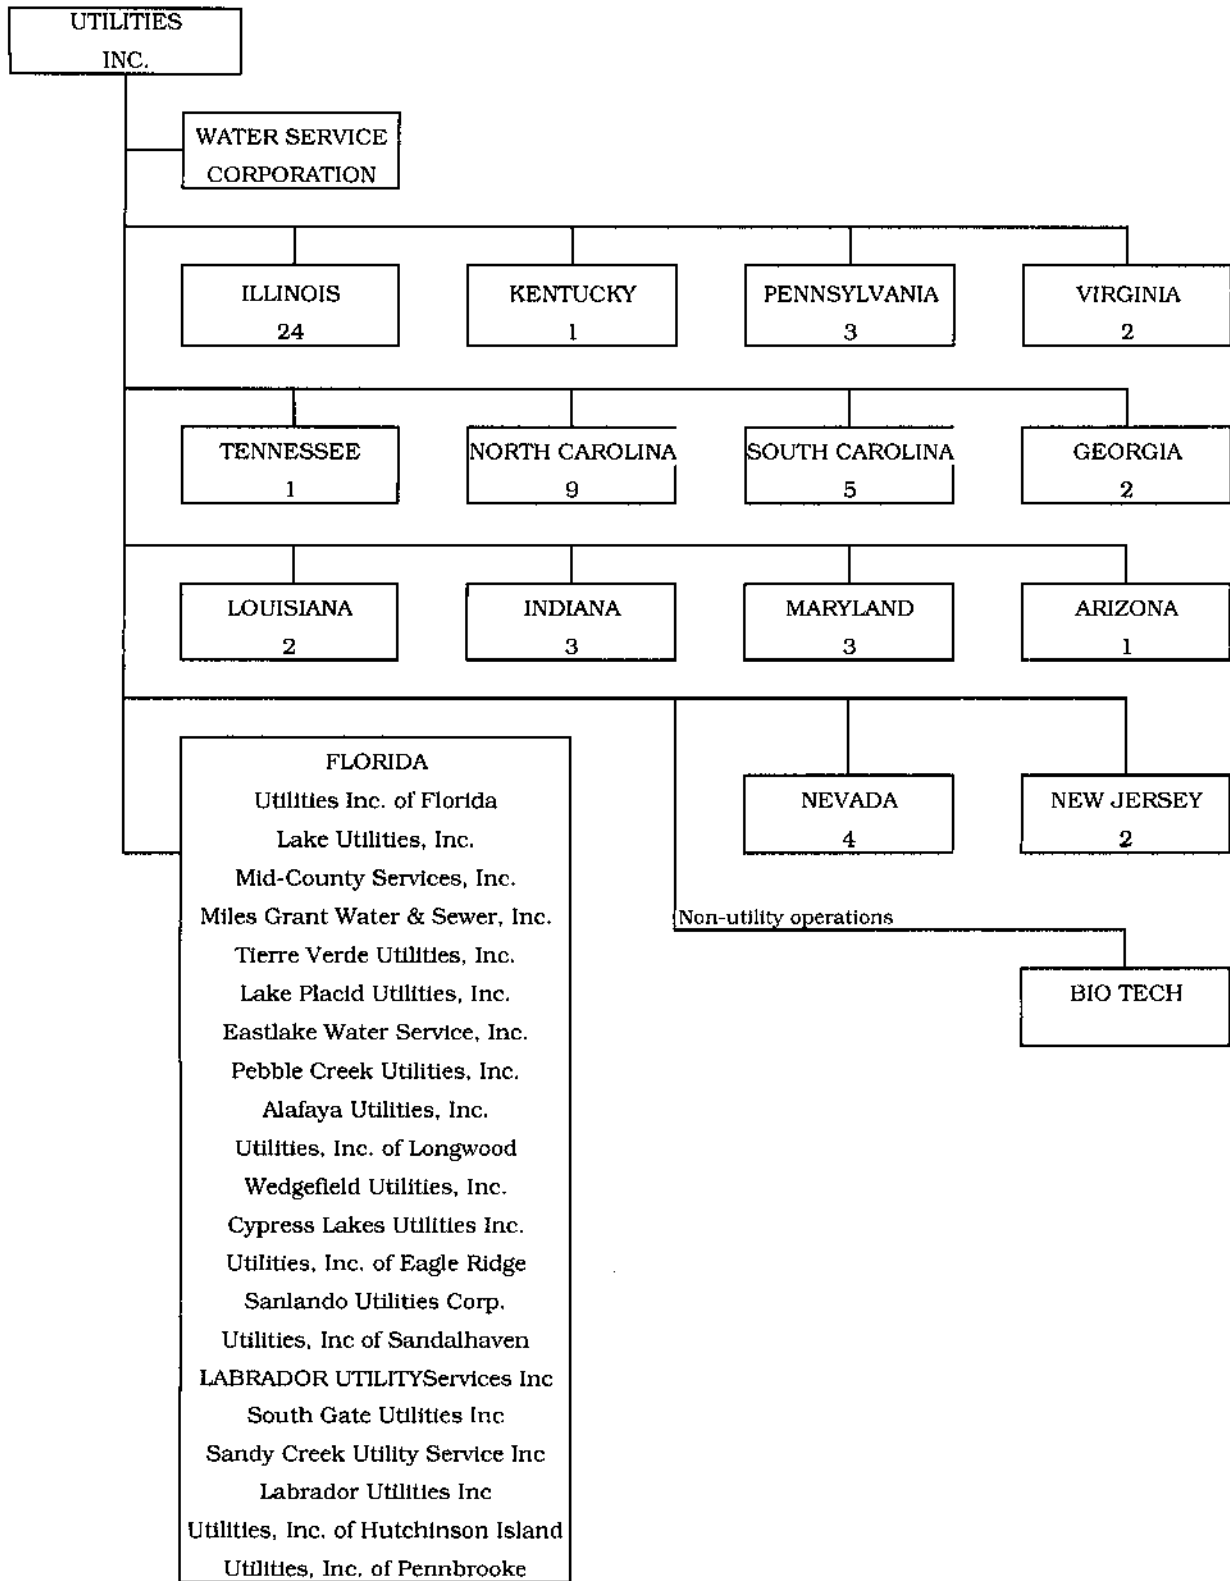 UTILITIES
INC.
WATER SERVICE
CORPORATION
ILLINOIS
24
KENTUCKY
1
PENNSYLVANIA
3
VIRGINIA
2
TENNESSEE
1
NORTH CAROLINA
9
SOUTH CAROLINA
5
GEORGIA
2
LOUISIANA
2
INDIANA
3
MARYLAND
3
ARIZONA
1
FLORIDA
Utilities Inc. of Florida
Lake Utilities, Inc.
Mid-County Services, Inc.
Miles Grant Water & Sewer, Inc.
Tierre Verde Utilities, Inc.
Lake Placid Utilities, Inc.
Eastlake Water Service, Inc.
Pebble Creek Utilities, Inc.
Alafaya Utilities, Inc.
Utilities, Inc. of Longwood
Wedgefield Utilities, Inc.
Cypress Lakes Utilities Inc.
Utilities, Inc. of Eagle Ridge
Sanlando Utilities Corp.
Utilities, Inc of Sandalhaven
LABRADOR UTILITYServices Inc
South Gate Utilities Inc
Sandy Creek Utility Service Inc
Labrador Utilities Inc
Utilities, Inc. of Hutchinson Island
Utilities, Inc. of Pennbrooke
NEVADA
4
NEW JERSEY
2
Non-utility operations
BIO TECH